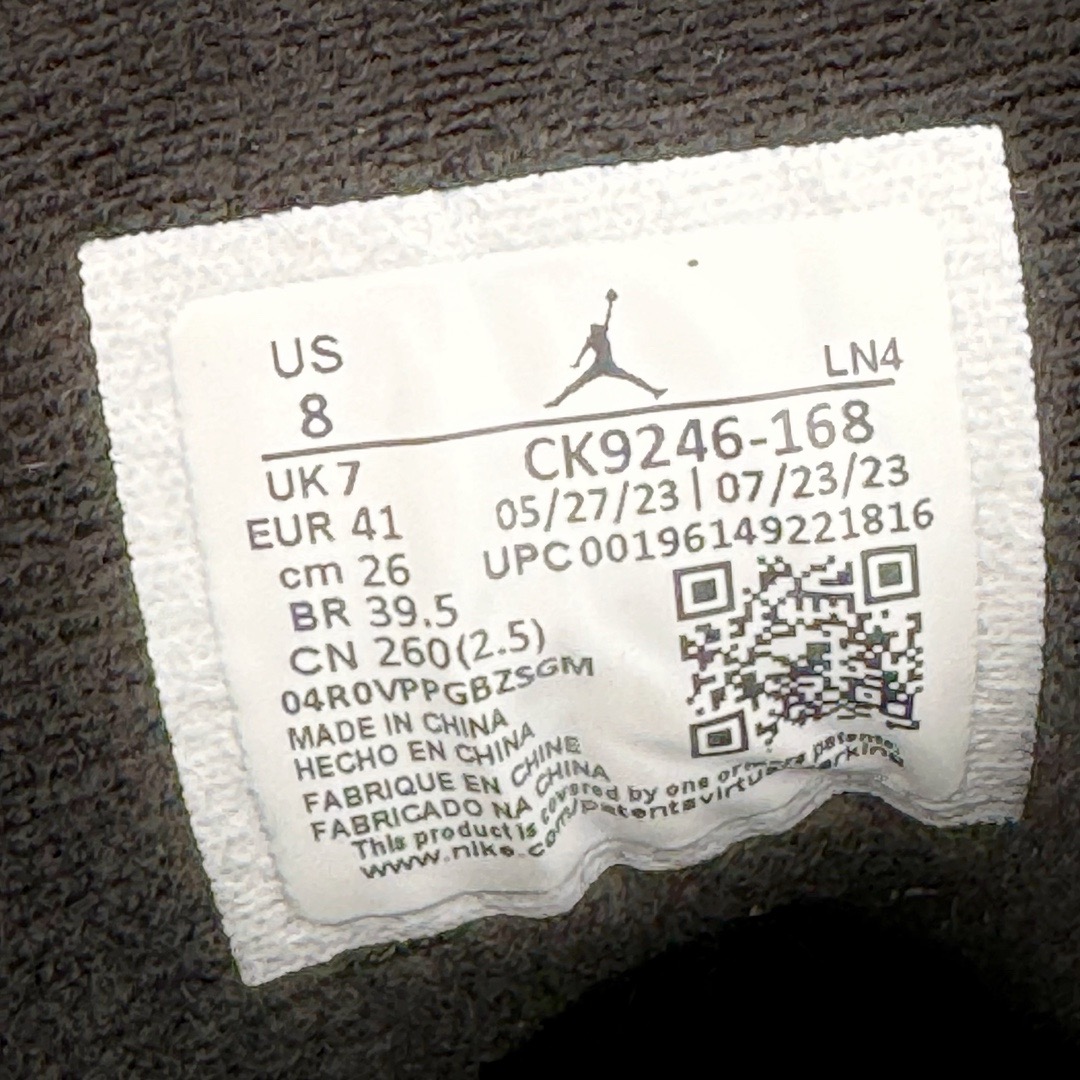 US
8
LN4
UK 7
EUR 41
cm 26
BR 39.5
CN 260(2.5)
CK9246-168
05/27/23 | 07/23/23
UPC 00196149221816
04R0VPPGBZSGM
MADE IN CHINA
HECHO EN CHINA
FABRIQUE EN CHINE
FABRICADO NA CHINA
This product is covered by one or more patents.
www.nike.com/patentsvirtualmarking